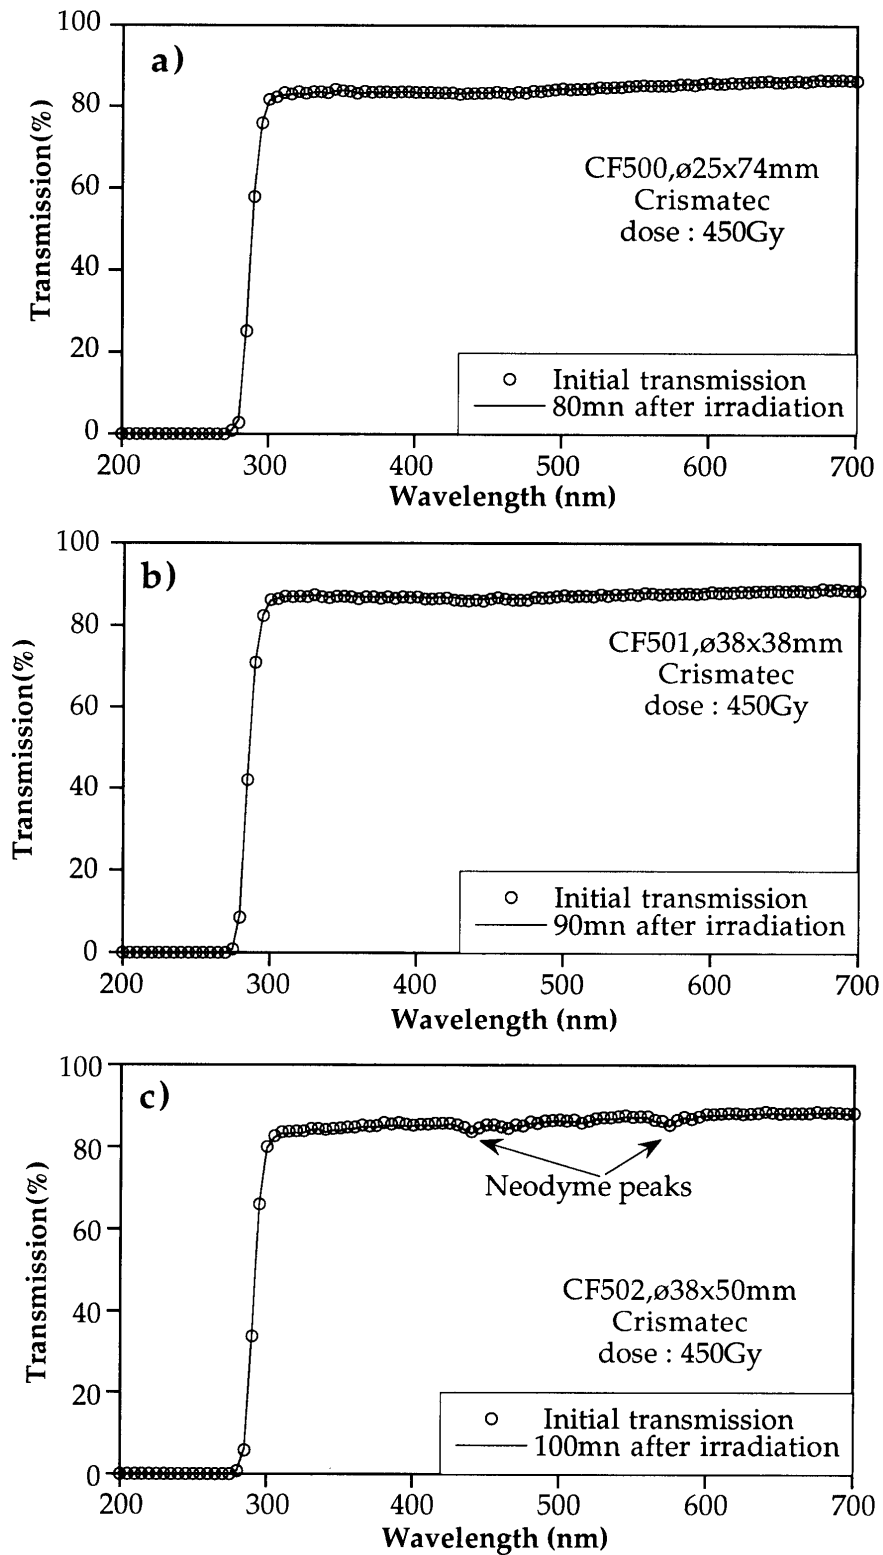 a)
100
80
60
40
20
0
Transmission(%)
CF500,ø25x74mm
Crismatec
dose : 450Gy
Initial transmission
80mn after irradiation
200 300 400 500 600 700
Wavelength (nm)
b)
100
80
60
40
20
0
Transmission(%)
CF501,ø38x38mm
Crismatec
dose : 450Gy
Initial transmission
90mn after irradiation
200 300 400 500 600 700
Wavelength (nm)
c)
100
80
60
40
20
0
Transmission(%)
Neodyme peaks
CF502,ø38x50mm
Crismatec
dose : 450Gy
Initial transmission
100mn after irradiation
200 300 400 500 600 700
Wavelength (nm)